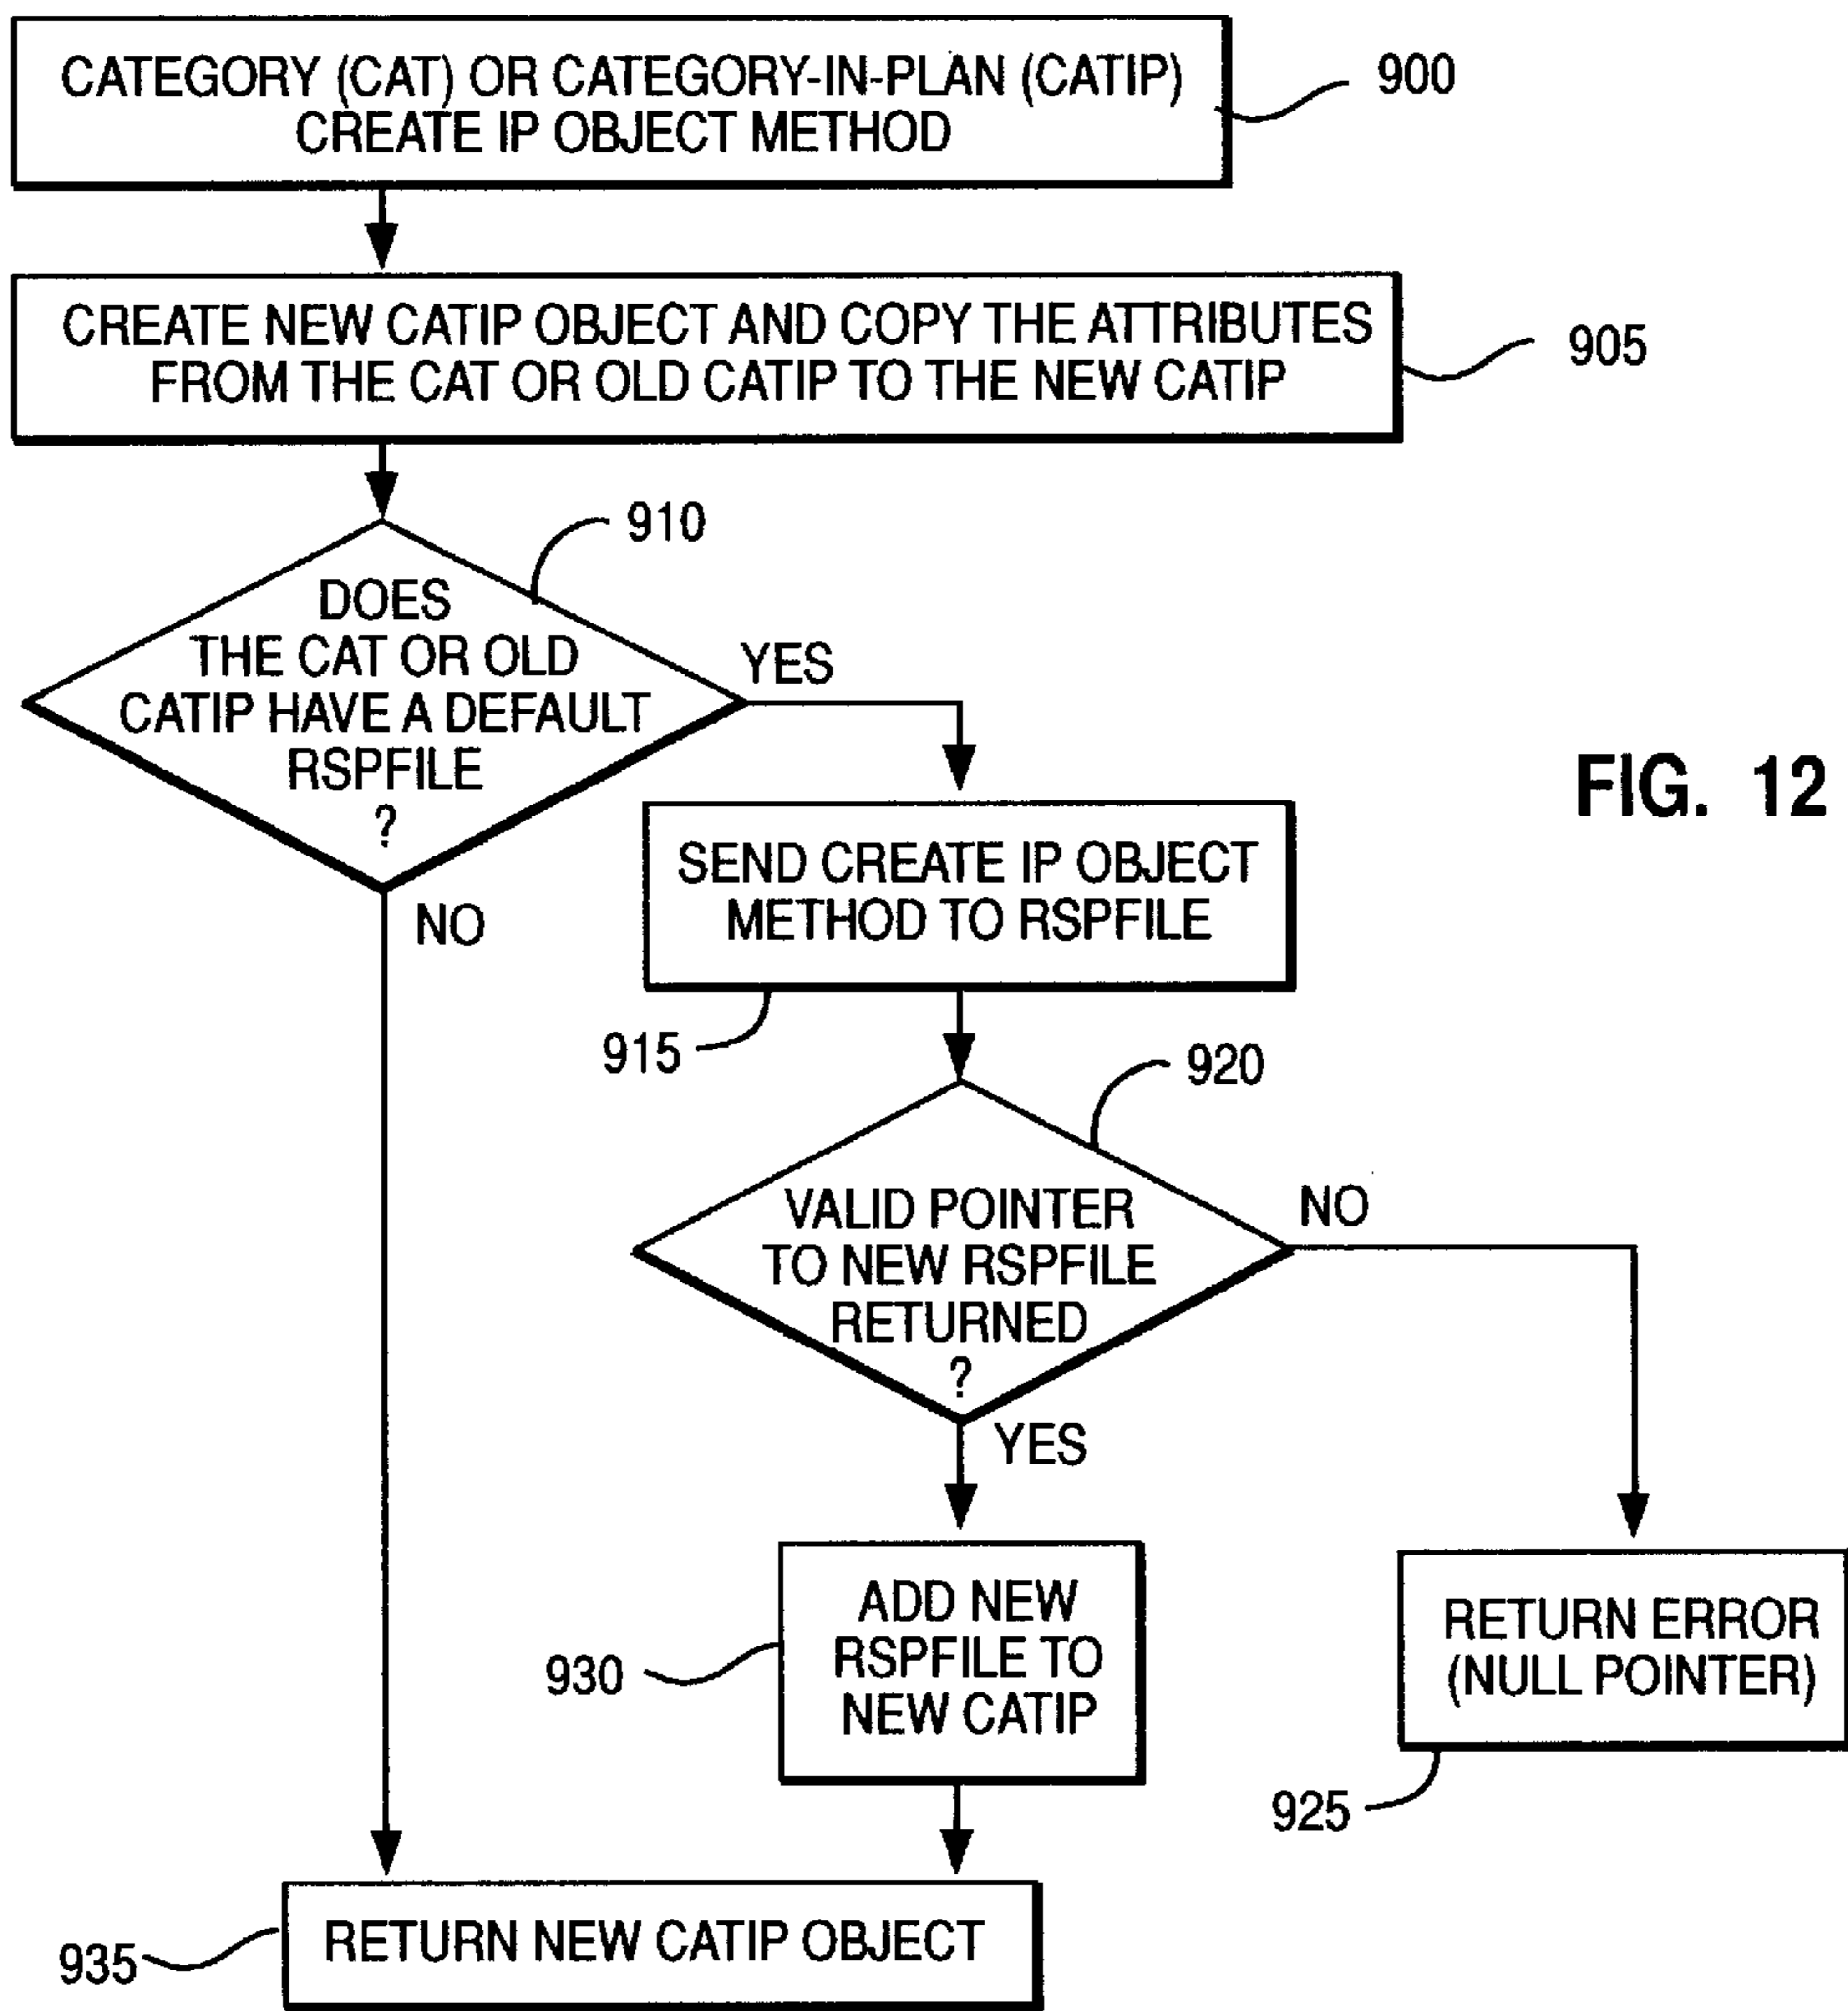 CATEGORY (CAT) OR CATEGORY-IN-PLAN (CATIP)
CREATE IP OBJECT METHOD
900
CREATE NEW CATIP OBJECT AND COPY THE ATTRIBUTES
FROM THE CAT OR OLD CATIP TO THE NEW CATIP
905
910
DOES
THE CAT OR OLD
CATIP HAVE A DEFAULT
RSPFILE
?
YES
NO
FIG. 12
SEND CREATE IP OBJECT
METHOD TO RSPFILE
915
920
VALID POINTER
TO NEW RSPFILE
RETURNED
?
NO
YES
ADD NEW
RSPFILE TO
NEW CATIP
930
RETURN ERROR
(NULL POINTER)
925
RETURN NEW CATIP OBJECT
935